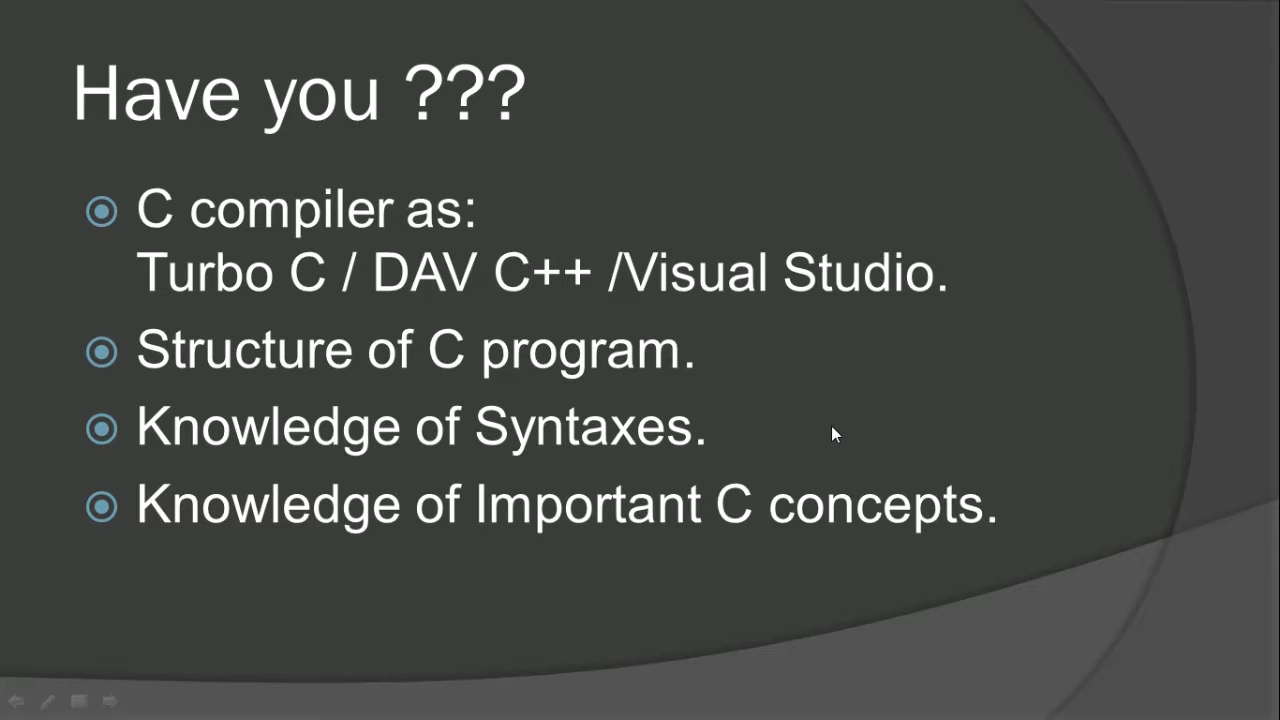 Have you ???
C compiler as:
Turbo C / DAV C++ /Visual Studio.
Structure of C program.
Knowledge of Syntaxes.
Knowledge of Important C concepts.